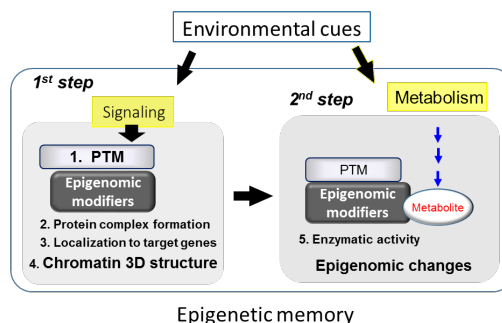 Environmental cues
1st step
Signaling
1. PTM
Epigenomic
modifiers
2. Protein complex formation
3. Localization to target genes
4. Chromatin 3D structure
2nd step
Metabolism
PTM
Epigenomic
modifiers
Metabolite
5. Enzymatic activity
Epigenomic changes
Epigenetic memory